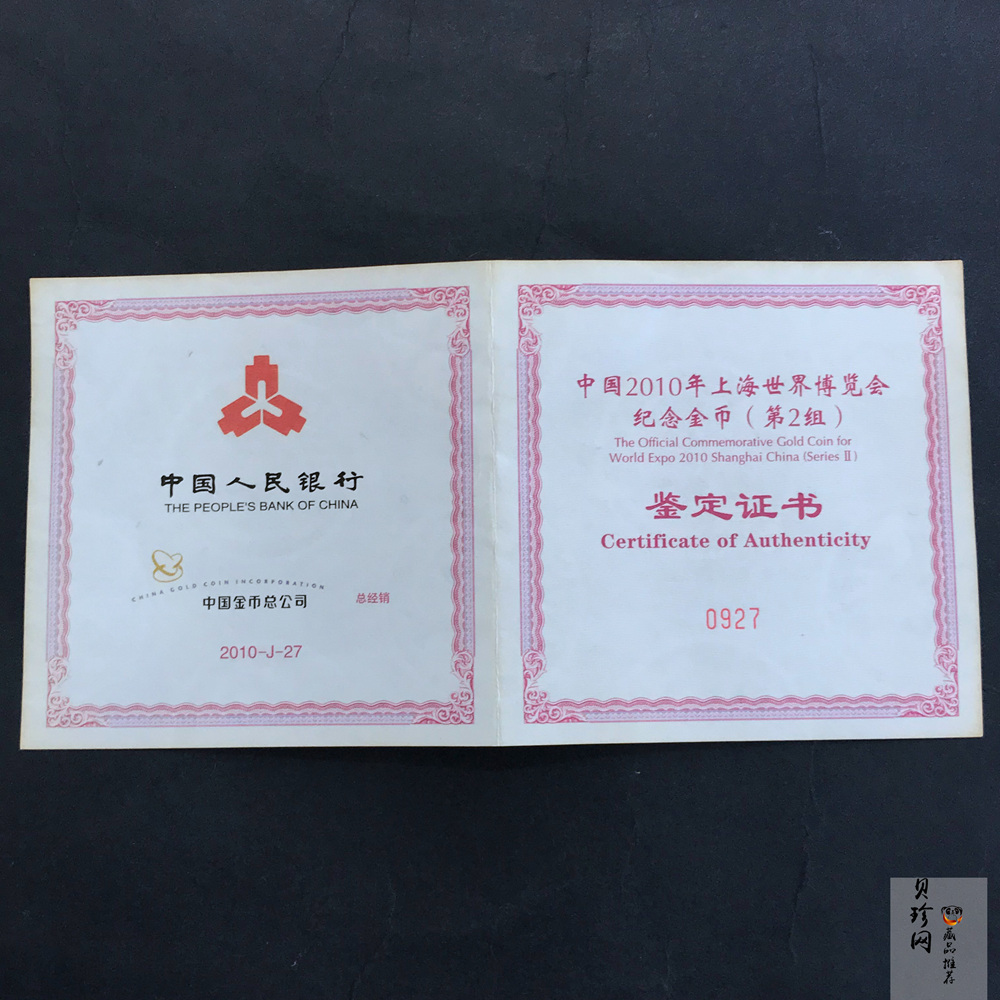 中国人民银行
THE PEOPLE'S BANK OF CHINA
CHINA GOLD COIN INCORPORATION
中国金币总公司 总经销
2010-J-27
中国2010年上海世界博览会
纪念金币（第2组）
The Official Commemorative Gold Coin for
World Expo 2010 Shanghai China (Series Ⅱ)
鉴定证书
Certificate of Authenticity
0927
贝珍网
藏品推荐